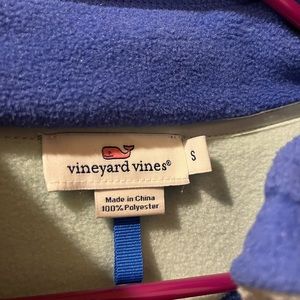 vineyard vines®
S
Made in China
100% Polyester